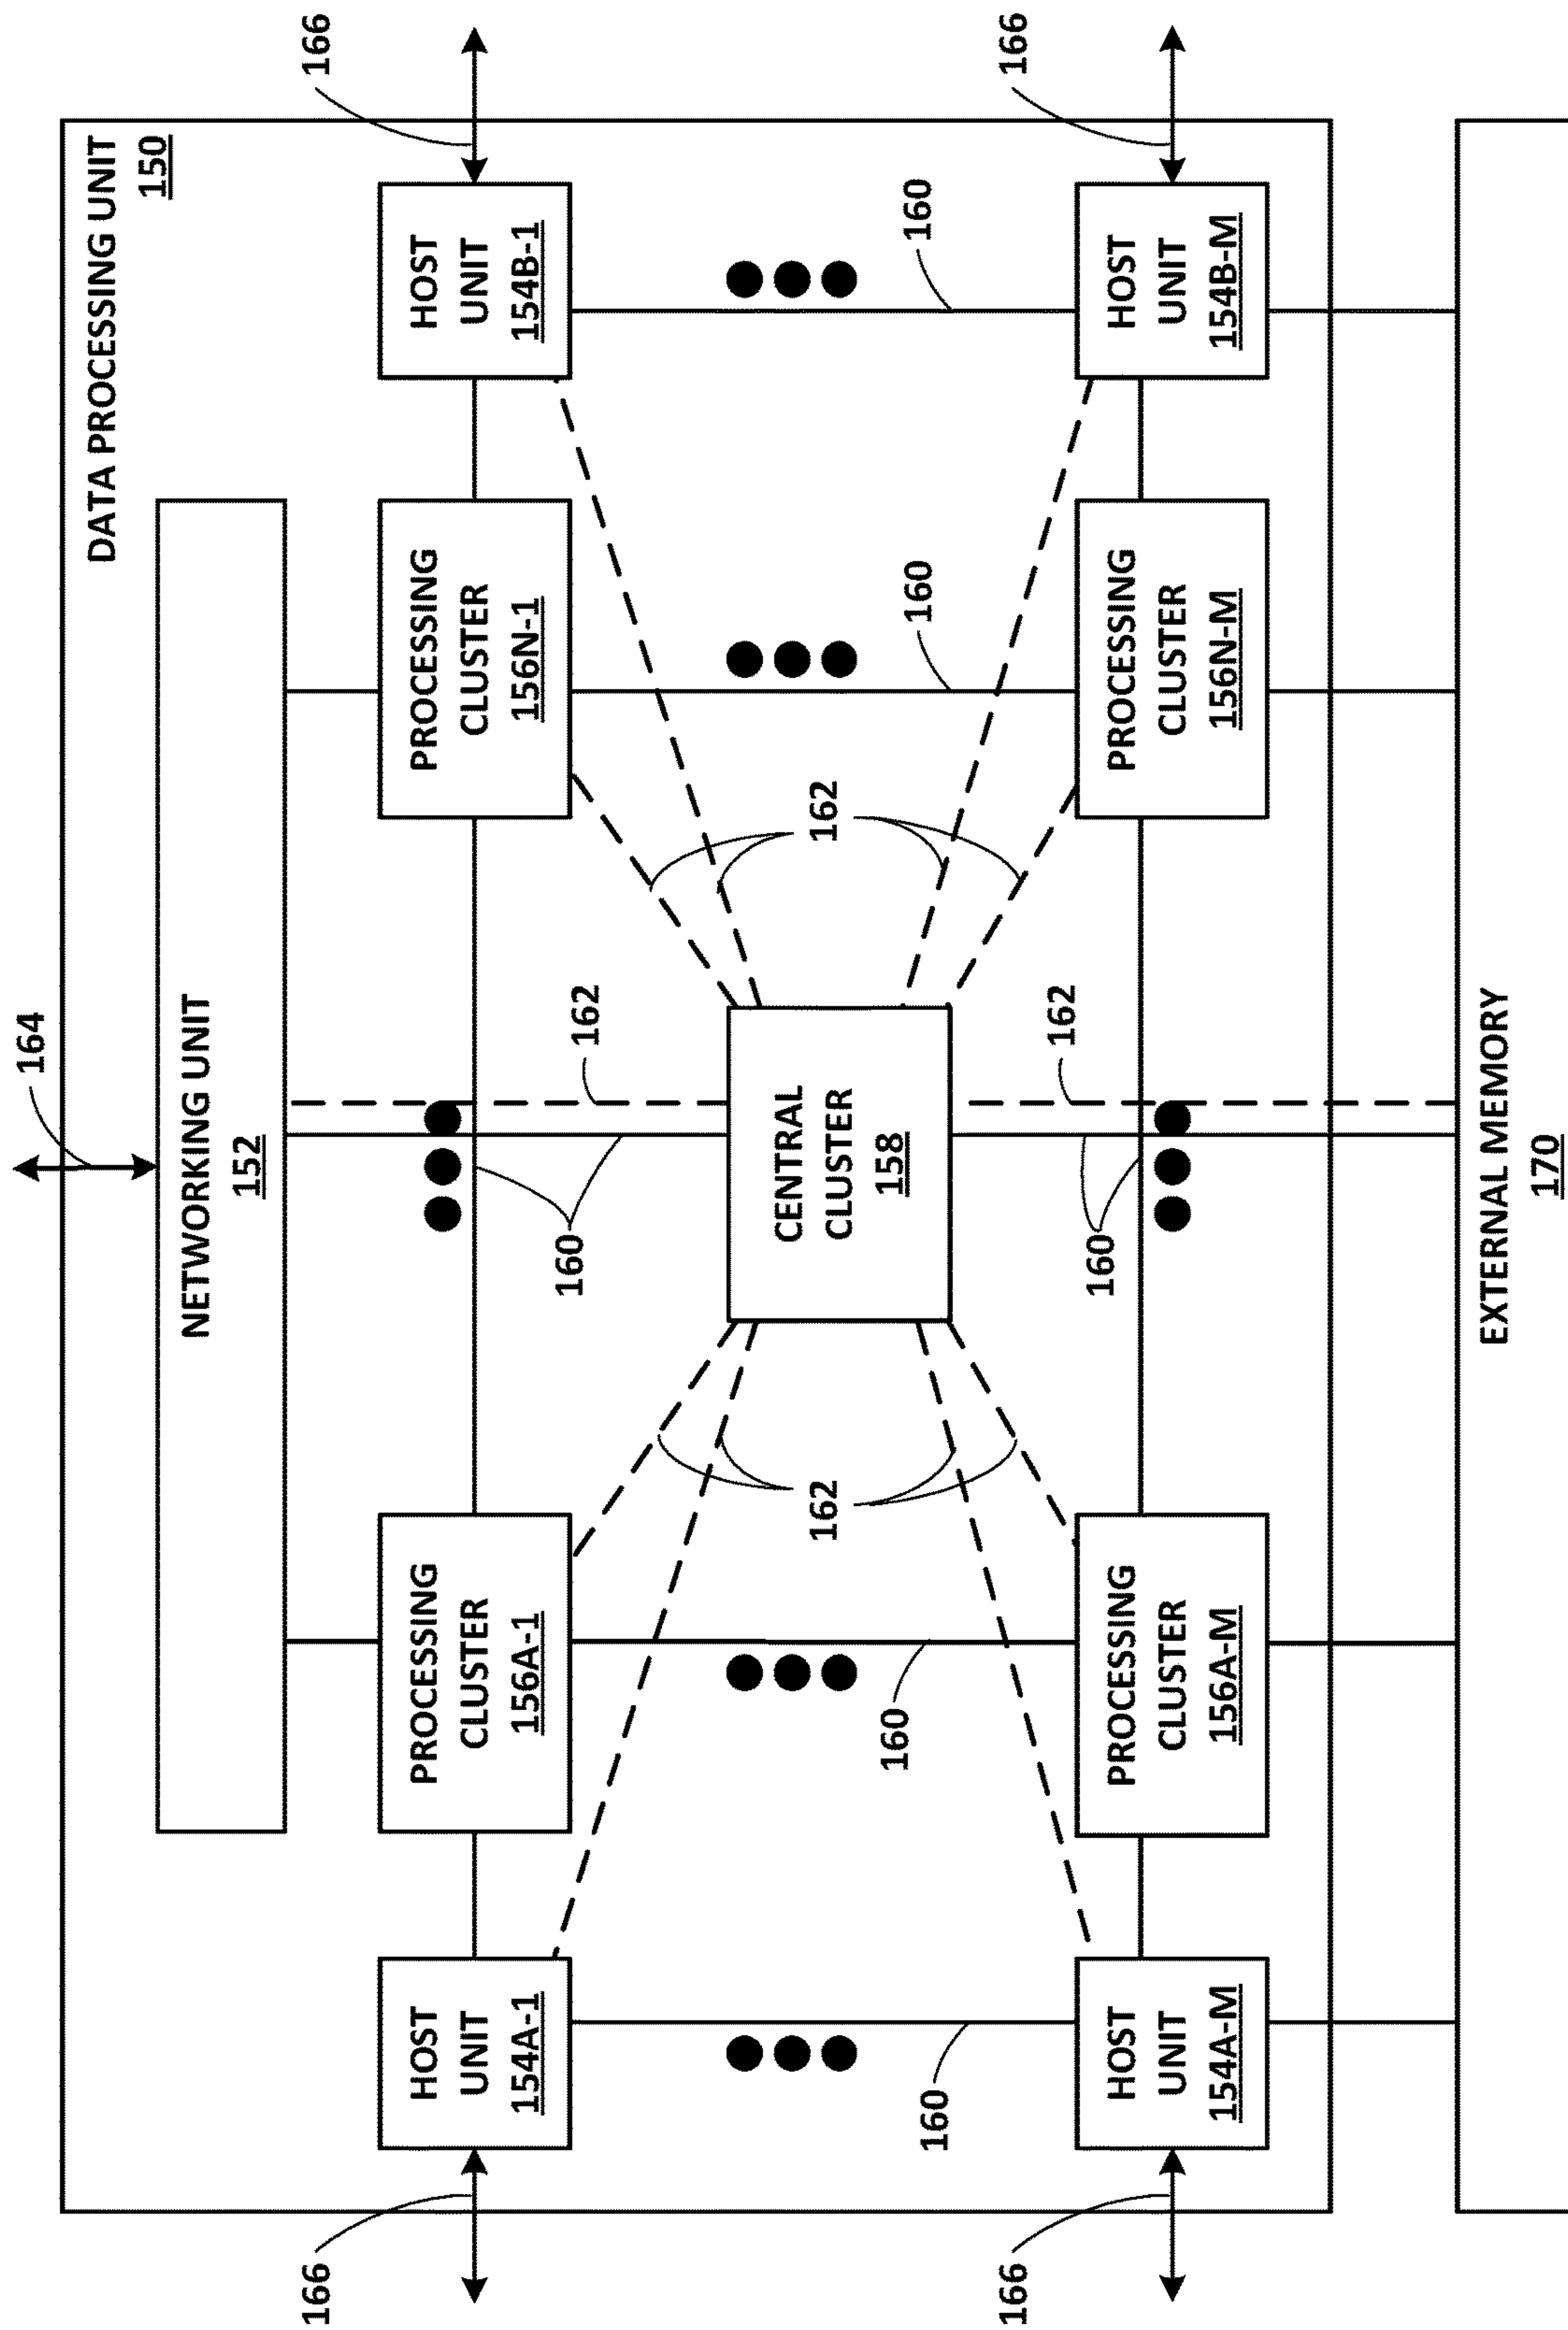 164
DATA PROCESSING UNIT
150
NETWORKING UNIT
152
166
166
HOST
UNIT
154A-1
PROCESSING
CLUSTER
156A-1
PROCESSING
CLUSTER
156N-1
HOST
UNIT
154B-1
160
162
162
162
CENTRAL
CLUSTER
158
160
160
160
160
160
162
166
166
HOST
UNIT
154A-M
PROCESSING
CLUSTER
156A-M
PROCESSING
CLUSTER
156N-M
HOST
UNIT
154B-M
EXTERNAL MEMORY
170